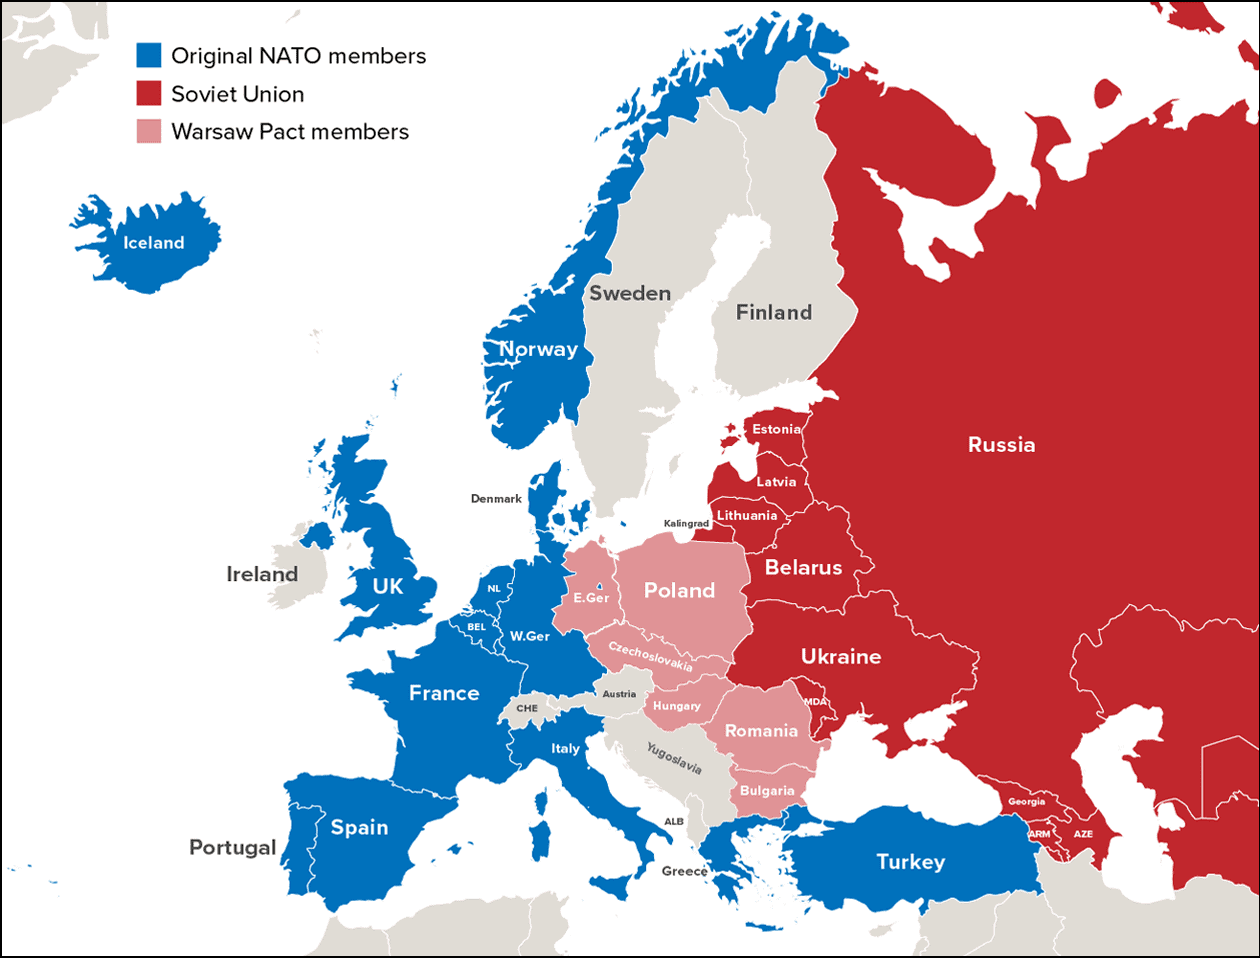 Original NATO members
Soviet Union
Warsaw Pact members
Iceland
Sweden
Finland
Norway
Estonia
Russia
Latvia
Denmark
Lithuania
Kalingrad
Belarus
Ireland
UK
NL
E.Ger
Poland
BEL
W.Ger
Czechoslovakia
Ukraine
France
Austria
CHE
Hungary
MDA
Romania
Italy
Yugoslavia
Bulgaria
Georgia
ALB
Spain
ARM
AZE
Portugal
Greece
Turkey